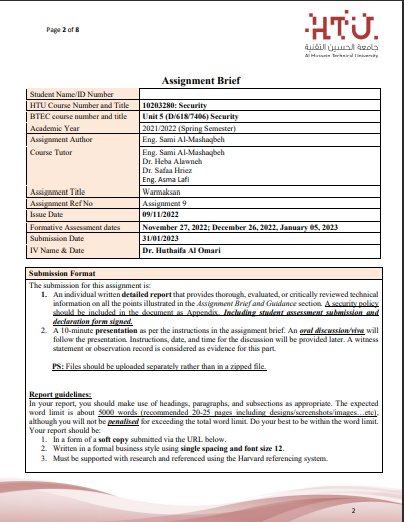 Page 2 of 8
HTU
جامعة الحسين التقنية
Al Hussein Technical University
Assignment Brief
Student Name/ID Number
HTU Course Number and Title 10203280: Security
BTEC course number and title Unit 5 (D/618/7406) Security
Academic Year 2021/2022 (Spring Semester)
Assignment Author Eng. Sami Al-Mashaqbeh
Course Tutor Eng. Sami Al-Mashaqbeh
Dr. Heba Alawneh
Dr. Safaa Hriez
Eng. Asma Lafi
Assignment Title Warmaksan
Assignment Ref No Assignment 9
Issue Date 09/11/2022
Formative Assessment dates November 27, 2022; December 26, 2022, January 05, 2023
Submission Date 31/01/2023
IV Name & Date Dr. Huthaifa Al Omari
Submission Format
The submission for this assignment is:
1. An individual written detailed report that provides thorough, evaluated, or critically reviewed technical
information on all points illustrated in the Assignment Brief and Guidance section. A security policy
should be included in the document as Appendix. Including student assessment submission and
declaration form signed.
2. A 10-minute presentation as per the instructions in the assignment brief. An oral discussion/viva will
follow the presentation. Instructions, date, and time for the discussion will be provided later. A witness
statement or observation record is considered as evidence for this part.
PS: Files should be uploaded separately rather than in a zipped file.
Report guidelines:
In your report, you should make use of headings, paragraphs, and subsections as appropriate. The expected
word limit is about 5000 words (recommended 20-25 pages including designs/screenshots/images…etc),
although you will not be penalised for exceeding the total word limit. Do your best to be within the word limit.
Your report should be:
1. In a form of a soft copy submitted via the URL below.
2. Written in a formal business style using single spacing and font size 12.
3. Must be supported with research and referenced using the Harvard referencing system.
2